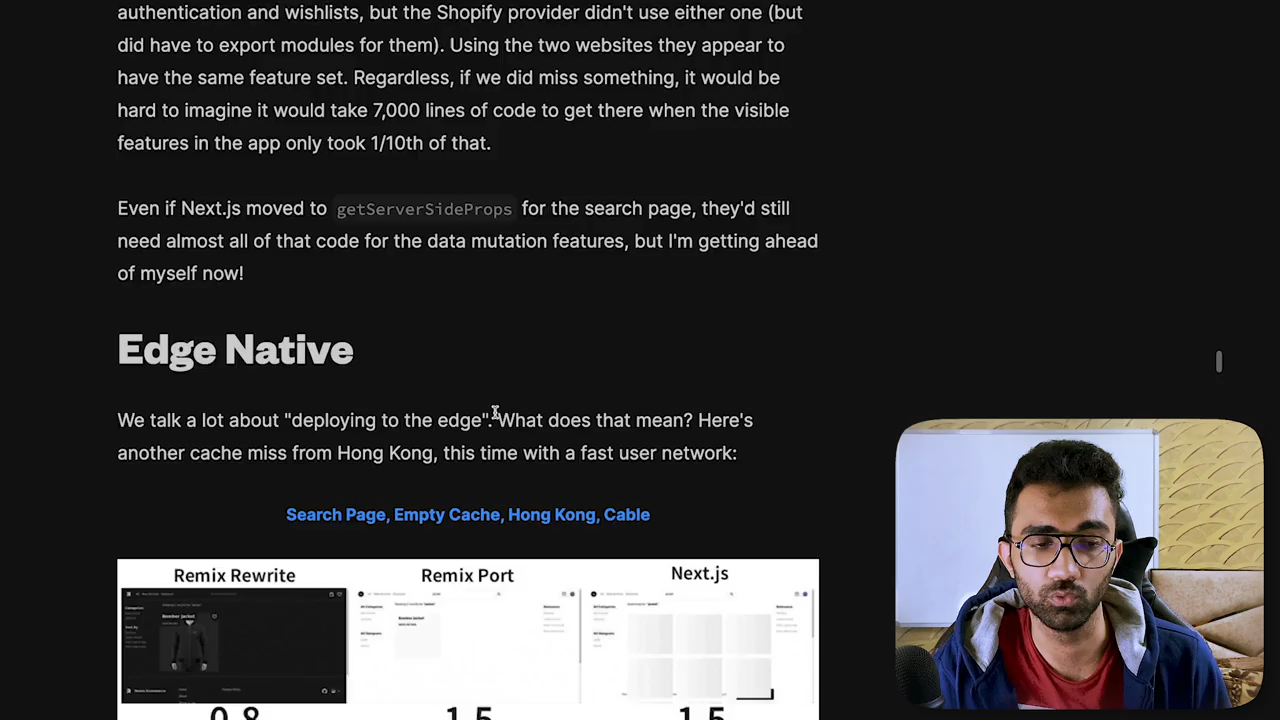 authentication and wishlists, but the Shopify provider didn't use either one (but
did have to export modules for them). Using the two websites they appear to
have the same feature set. Regardless, if we did miss something, it would be
hard to imagine it would take 7,000 lines of code to get there when the visible
features in the app only took 1/10th of that.
Even if Next.js moved to getServerSideProps for the search page, they'd still
need almost all of that code for the data mutation features, but I'm getting ahead
of myself now!
Edge Native
We talk a lot about "deploying to the edge". What does that mean? Here's
another cache miss from Hong Kong, this time with a fast user network:
Search Page, Empty Cache, Hong Kong, Cable
Remix Rewrite Remix Port Next.js
0.8 1.5 1.5